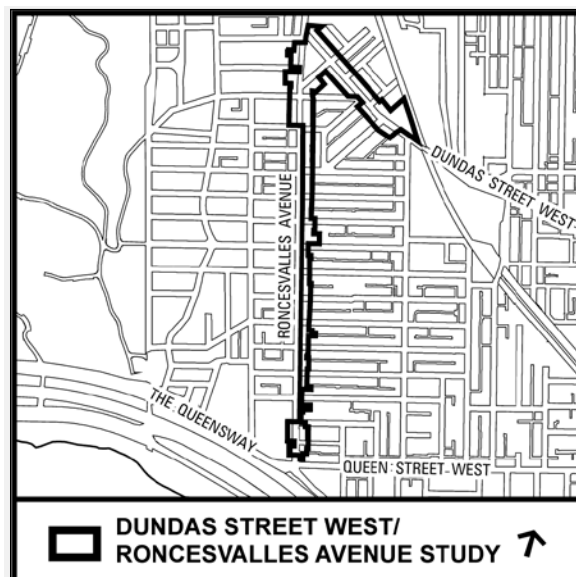 DUNDAS STREET WEST
RONCESVALLES AVENUE
THE QUEENSWAY
QUEEN STREET WEST
DUNDAS STREET WEST/
RONCESVALLES AVENUE STUDY